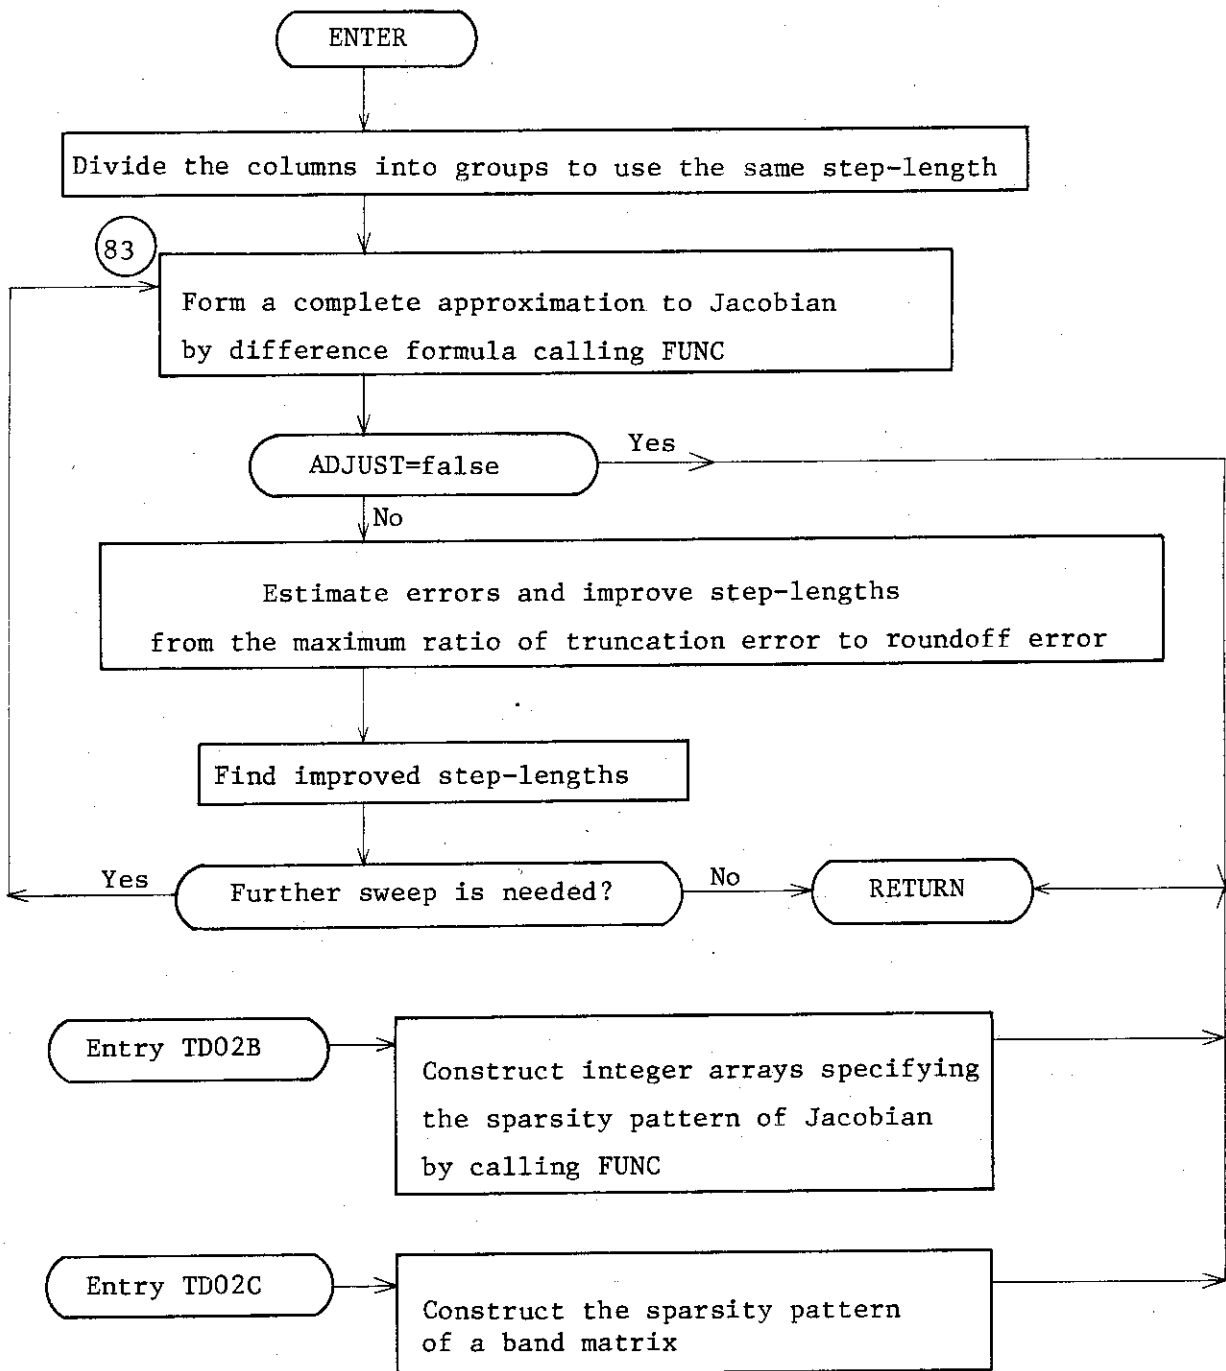 ENTER
Divide the columns into groups to use the same step-length
83
Form a complete approximation to Jacobian
by difference formula calling FUNC
ADJUST=false
Yes
No
Estimate errors and improve step-lengths
from the maximum ratio of truncation error to roundoff error
Find improved step-lengths
Yes
Further sweep is needed?
No
RETURN
Entry TD02B
Construct integer arrays specifying
the sparsity pattern of Jacobian
by calling FUNC
Entry TD02C
Construct the sparsity pattern
of a band matrix